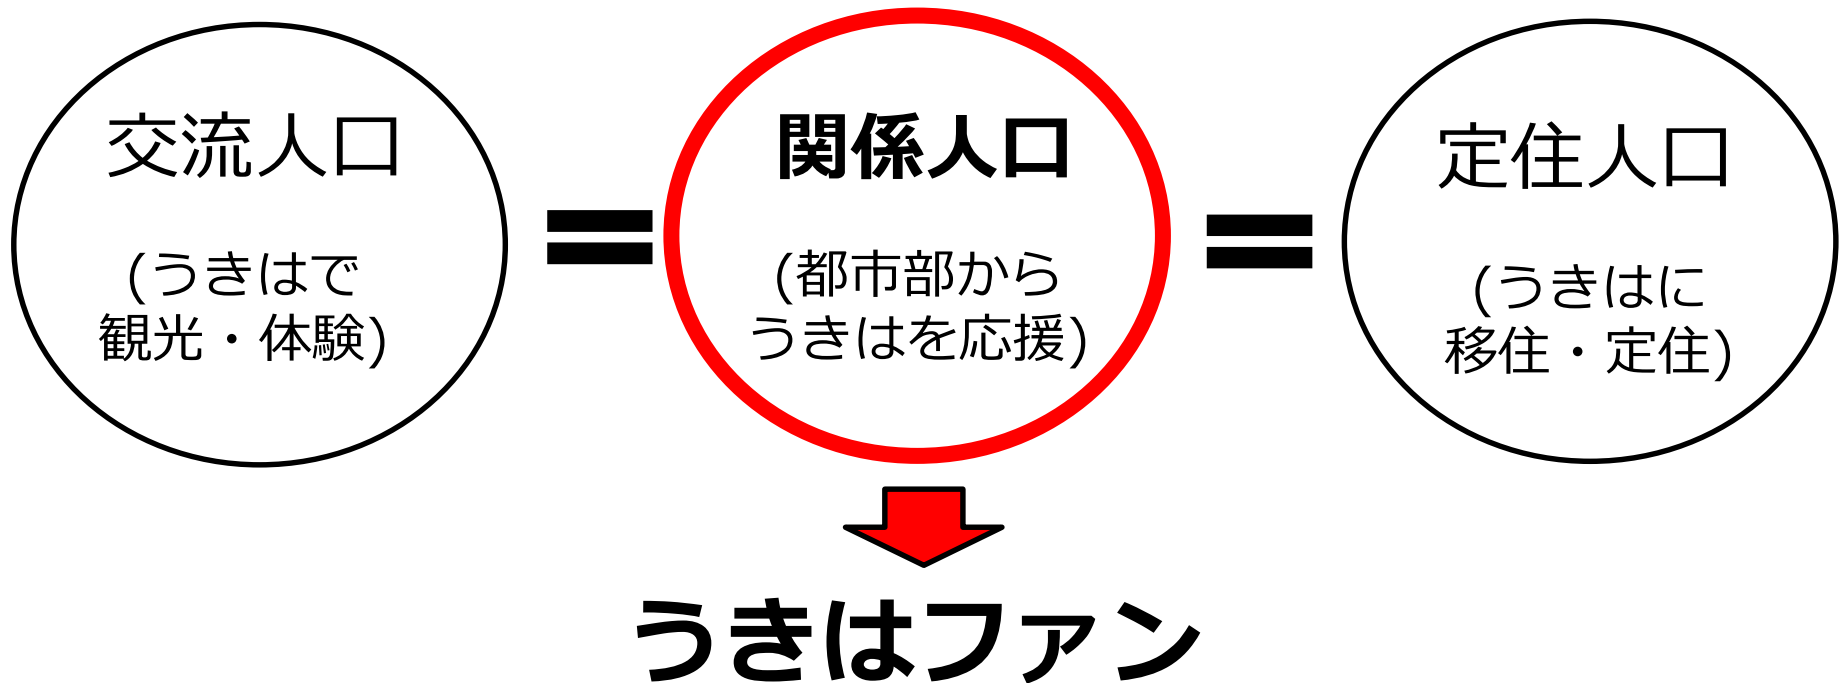 交流人口
(うきはで
観光・体験)
=
関係人口
(都市部から
うきはを応援)
=
定住人口
(うきはに
移住・定住)
うきはファン